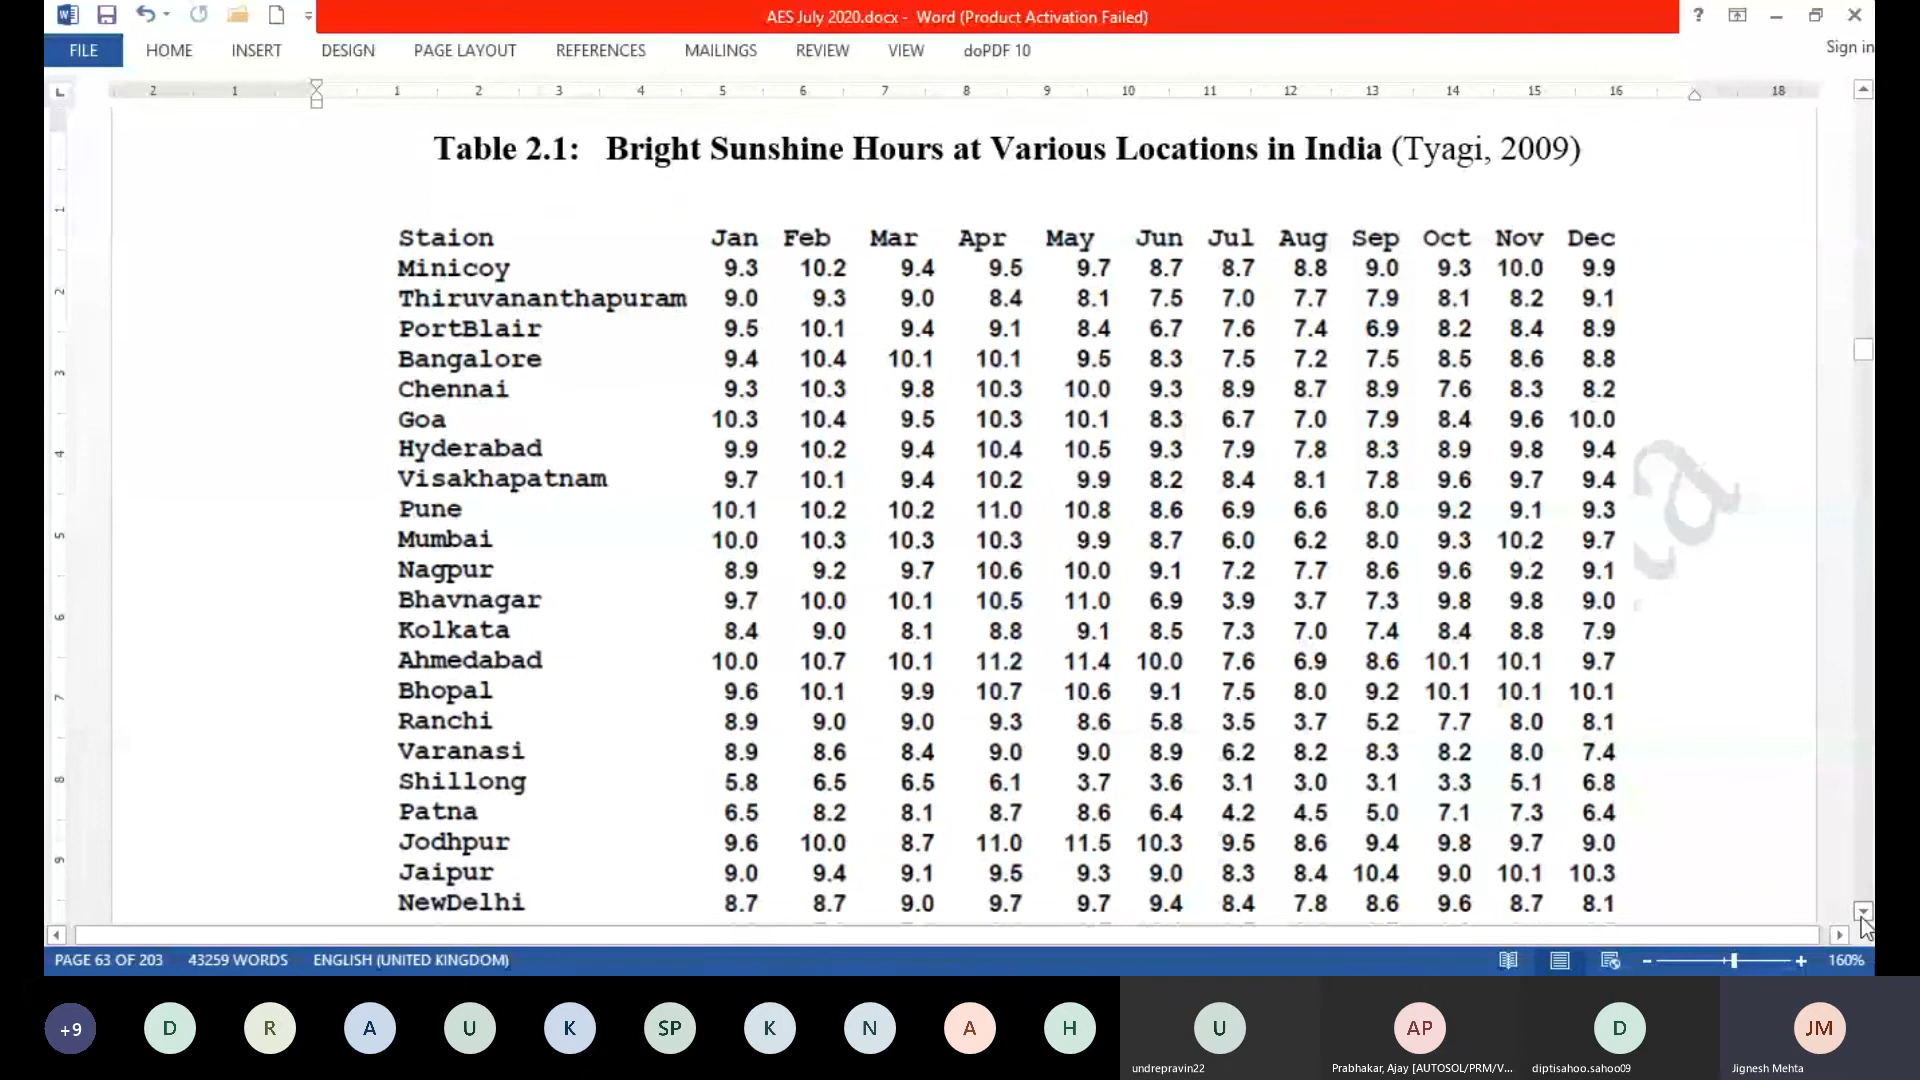 AES July 2020.docx - Word (Product Activation Failed)
?
FILE HOME INSERT DESIGN PAGE LAYOUT REFERENCES MAILINGS REVIEW VIEW doPDF 10 Sign in
L 2 1 1 2 3 4 5 6 7 8 9 10 11 12 13 14 15 16 18
Table 2.1: Bright Sunshine Hours at Various Locations in India (Tyagi, 2009)
Staion Jan Feb Mar Apr May Jun Jul Aug Sep Oct Nov Dec
Minicoy 9.3 10.2 9.4 9.5 9.7 8.7 8.7 8.8 9.0 9.3 10.0 9.9
Thiruvananthapuram 9.0 9.3 9.0 8.4 8.1 7.5 7.0 7.7 7.9 8.1 8.2 9.1
PortBlair 9.5 10.1 9.4 9.1 8.4 6.7 7.6 7.4 6.9 8.2 8.4 8.9
Bangalore 9.4 10.4 10.1 10.1 9.5 8.3 7.5 7.2 7.5 8.5 8.6 8.8
Chennai 9.3 10.3 9.8 10.3 10.0 9.3 8.9 8.7 8.9 7.6 8.3 8.2
Goa 10.3 10.4 9.5 10.3 10.1 8.3 6.7 7.0 7.9 8.4 9.6 10.0
Hyderabad 9.9 10.2 9.4 10.4 10.5 9.3 7.9 7.8 8.3 8.9 9.8 9.4
Visakhapatnam 9.7 10.1 9.4 10.2 9.9 8.2 8.4 8.1 7.8 9.6 9.7 9.4
Pune 10.1 10.2 10.2 11.0 10.8 8.6 6.9 6.6 8.0 9.2 9.1 9.3
Mumbai 10.0 10.3 10.3 10.3 9.9 8.7 6.0 6.2 8.0 9.3 10.2 9.7
Nagpur 8.9 9.2 9.7 10.6 10.0 9.1 7.2 7.7 8.6 9.6 9.2 9.1
Bhavnagar 9.7 10.0 10.1 10.5 11.0 6.9 3.9 3.7 7.3 9.8 9.8 9.0
Kolkata 8.4 9.0 8.1 8.8 9.1 8.5 7.3 7.0 7.4 8.4 8.8 7.9
Ahmedabad 10.0 10.7 10.1 11.2 11.4 10.0 7.6 6.9 8.6 10.1 10.1 9.7
Bhopal 9.6 10.1 9.9 10.7 10.6 9.1 7.5 8.0 9.2 10.1 10.1 10.1
Ranchi 8.9 9.0 9.0 9.3 8.6 5.8 3.5 3.7 5.2 7.7 8.0 8.1
Varanasi 8.9 8.6 8.4 9.0 9.0 8.9 6.2 8.2 8.3 8.2 8.0 7.4
Shillong 5.8 6.5 6.5 6.1 3.7 3.6 3.1 3.0 3.1 3.3 5.1 6.8
Patna 6.5 8.2 8.1 8.7 8.6 6.4 4.2 4.5 5.0 7.1 7.3 6.4
Jodhpur 9.6 10.0 8.7 11.0 11.5 10.3 9.5 8.6 9.4 9.8 9.7 9.0
Jaipur 9.0 9.4 9.1 9.5 9.3 9.0 8.3 8.4 10.4 9.0 10.1 10.3
NewDelhi 8.7 8.7 9.0 9.7 9.7 9.4 8.4 7.8 8.6 9.6 8.7 8.1
1
2
3
4
5
6
7
8
9
PAGE 63 OF 203 43259 WORDS ENGLISH (UNITED KINGDOM) 160%
+9 D R A U K SP K N A H U AP D JM
undrepravin22 Prabhakar, Ajay [AUTOSOL/PRM/V... diptisahoo.sahoo09 Jignesh Mehta